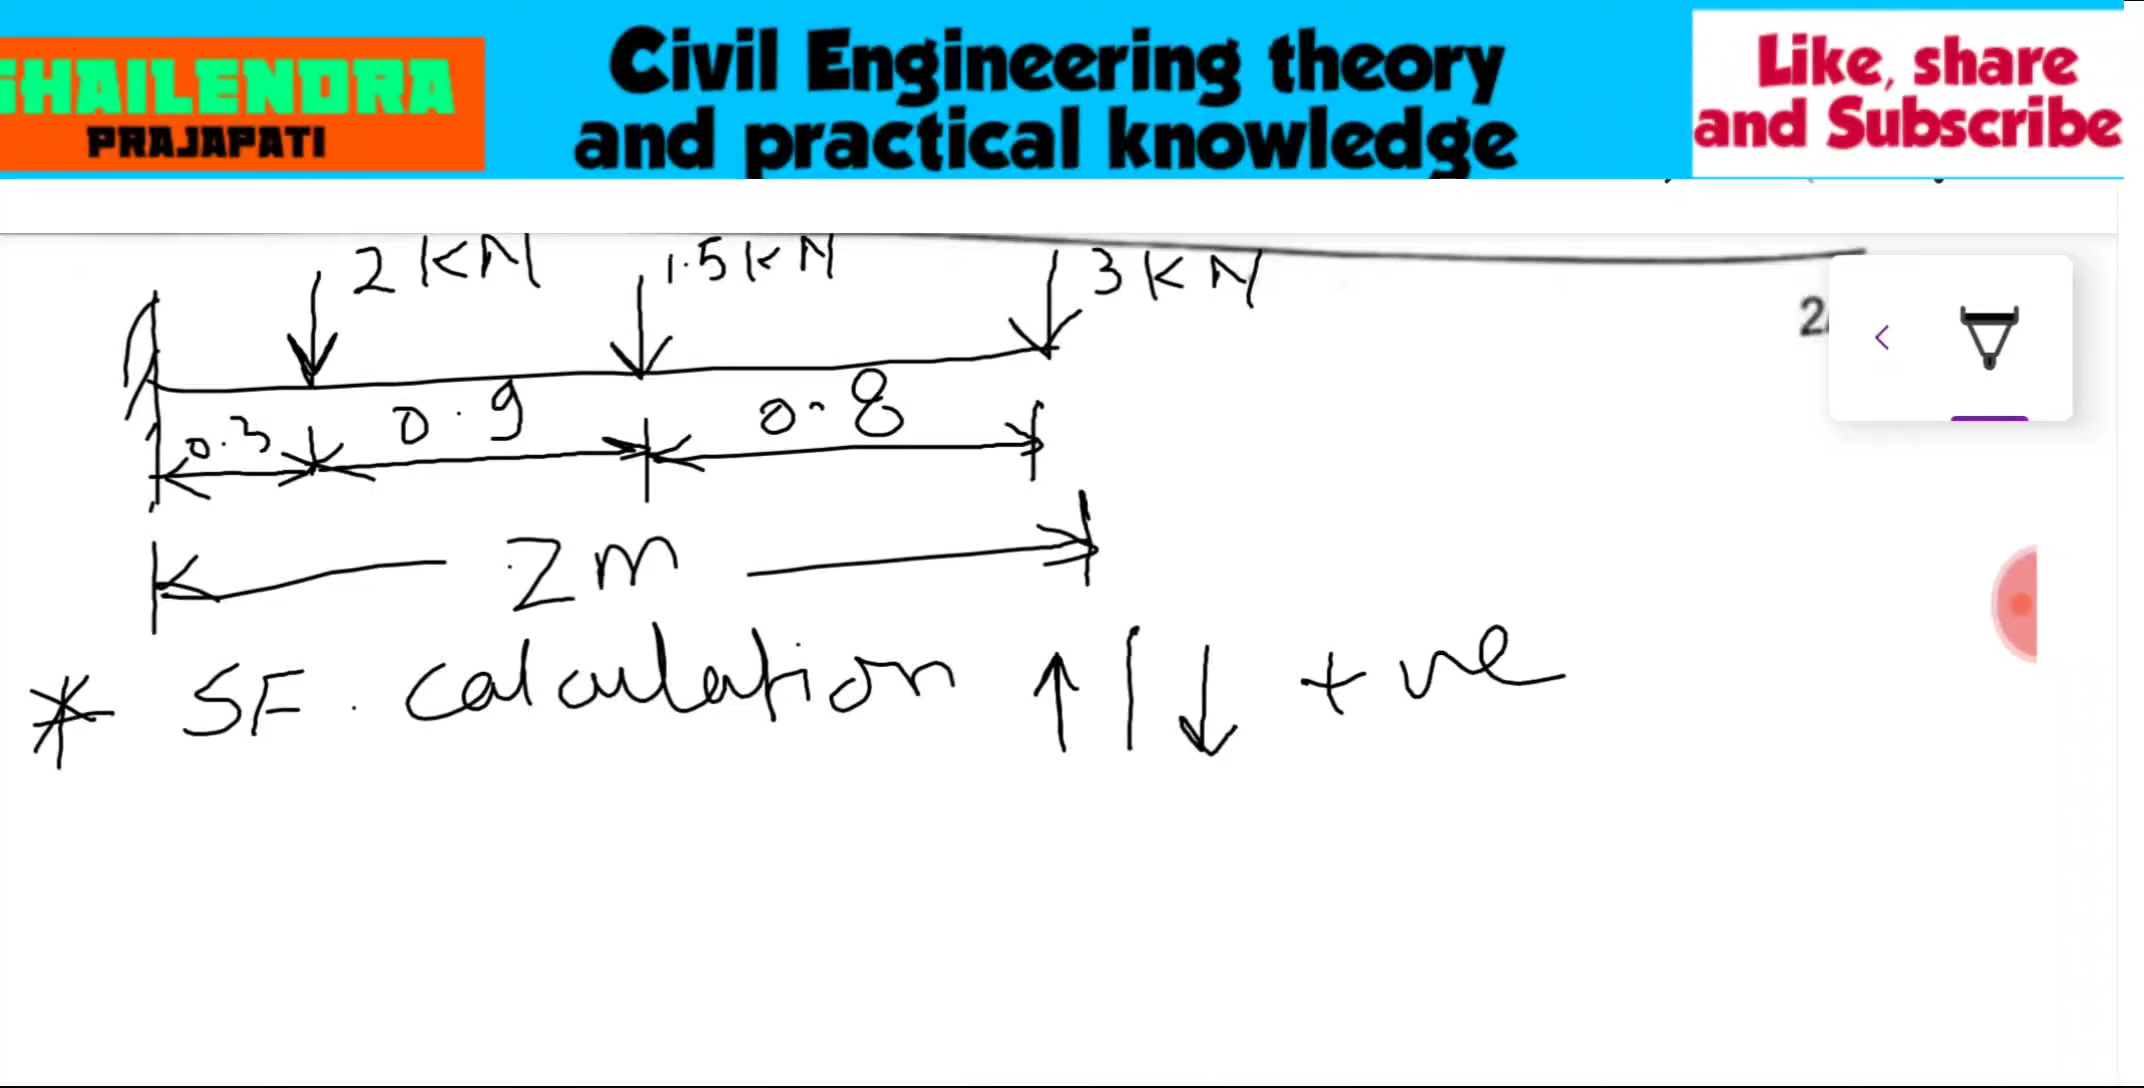 SHAILENDRA
PRAJAPATI
Civil Engineering theory
and practical knowledge
Like, share
and Subscribe
2 KN 1.5 KN 3 KN
2
0.3 0.9 0.8
2m
* SF. calculation ↑|↓ +ve